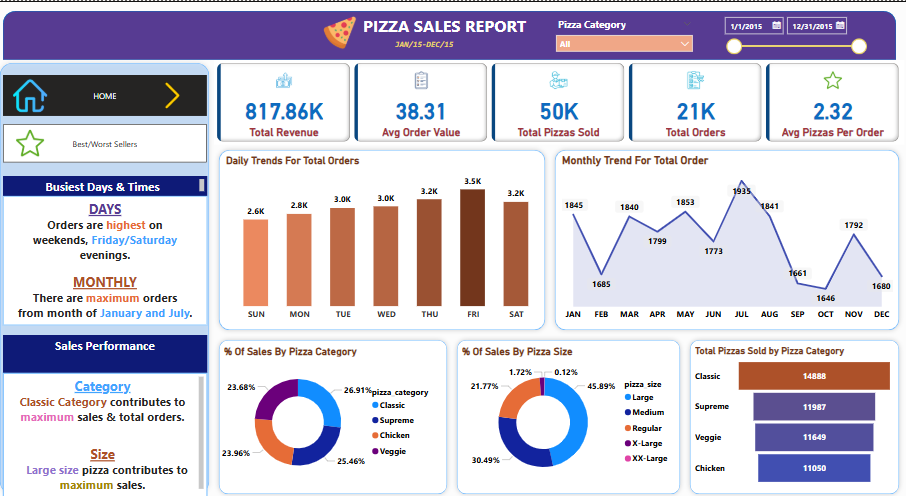 PIZZA SALES REPORT
JAN/15-DEC/15
Pizza Category
All
1/1/2015
12/31/2015
HOME
Best/Worst Sellers
Busiest Days & Times
DAYS
Orders are highest on
weekends, Friday/Saturday
evenings.
MONTHLY
There are maximum orders
from month of January and July.
Sales Performance
Category
Classic Category contributes to
maximum sales & total orders.
Size
Large size pizza contributes to
maximum sales.
817.86K
Total Revenue
38.31
Avg Order Value
50K
Total Pizzas Sold
21K
Total Orders
2.32
Avg Pizzas Per Order
Daily Trends For Total Orders
2.6K
2.8K
3.0K
3.0K
3.2K
3.5K
3.2K
SUN
MON
TUE
WED
THU
FRI
SAT
Monthly Trend For Total Order
1845
1685
1840
1799
1853
1773
1935
1841
1661
1646
1792
1680
JAN
FEB
MAR
APR
MAY
JUN
JUL
AUG
SEP
OCT
NOV
DEC
% Of Sales By Pizza Category
23.68%
26.91%
23.96%
25.46%
pizza_category
Classic
Supreme
Chicken
Veggie
% Of Sales By Pizza Size
1.72%
0.12%
21.77%
45.89%
30.49%
pizza_size
Large
Medium
Regular
X-Large
XX-Large
Total Pizzas Sold by Pizza Category
Classic
14888
Supreme
11987
Veggie
11649
Chicken
11050